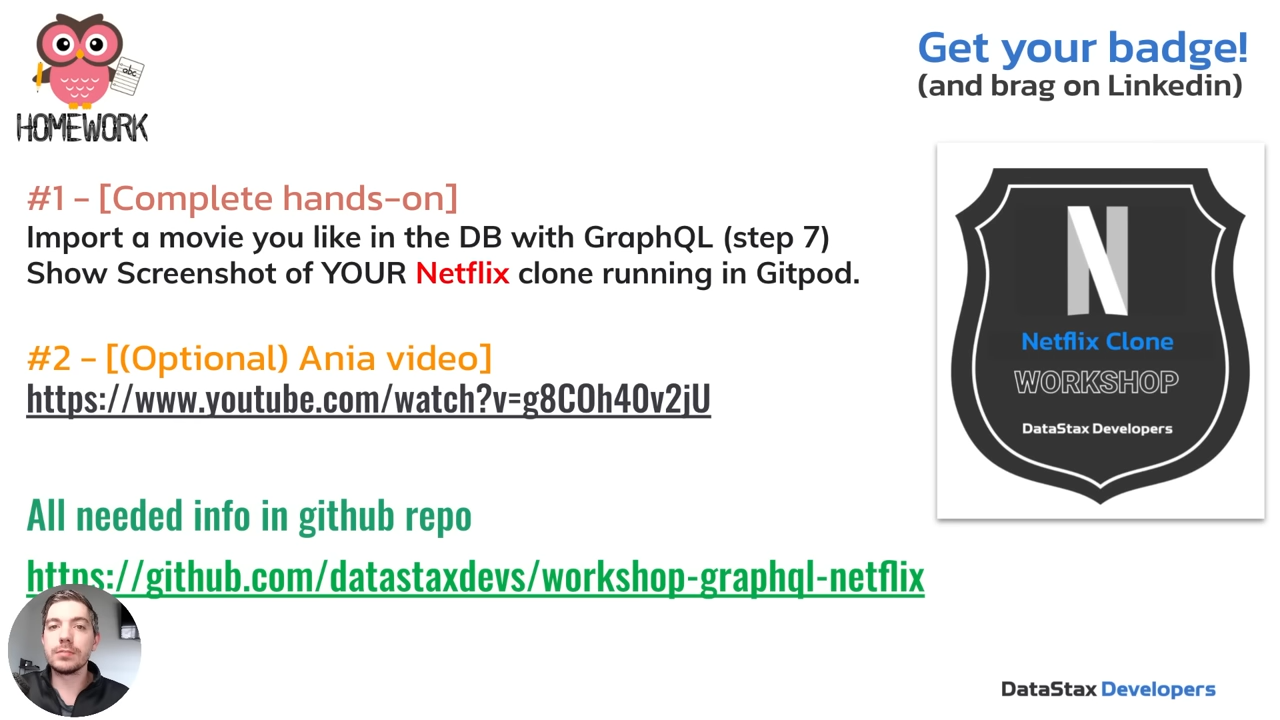 abc
HOMEWORK
Get your badge!
(and brag on Linkedin)
#1 - [Complete hands-on]
Import a movie you like in the DB with GraphQL (step 7)
Show Screenshot of YOUR Netflix clone running in Gitpod.
#2 - [(Optional) Ania video]
https://www.youtube.com/watch?v=g8COh40v2jU
All needed info in github repo
https://github.com/datastaxdevs/workshop-graphql-netflix
N
Netflix Clone
WORKSHOP
DataStax Developers
DataStax Developers